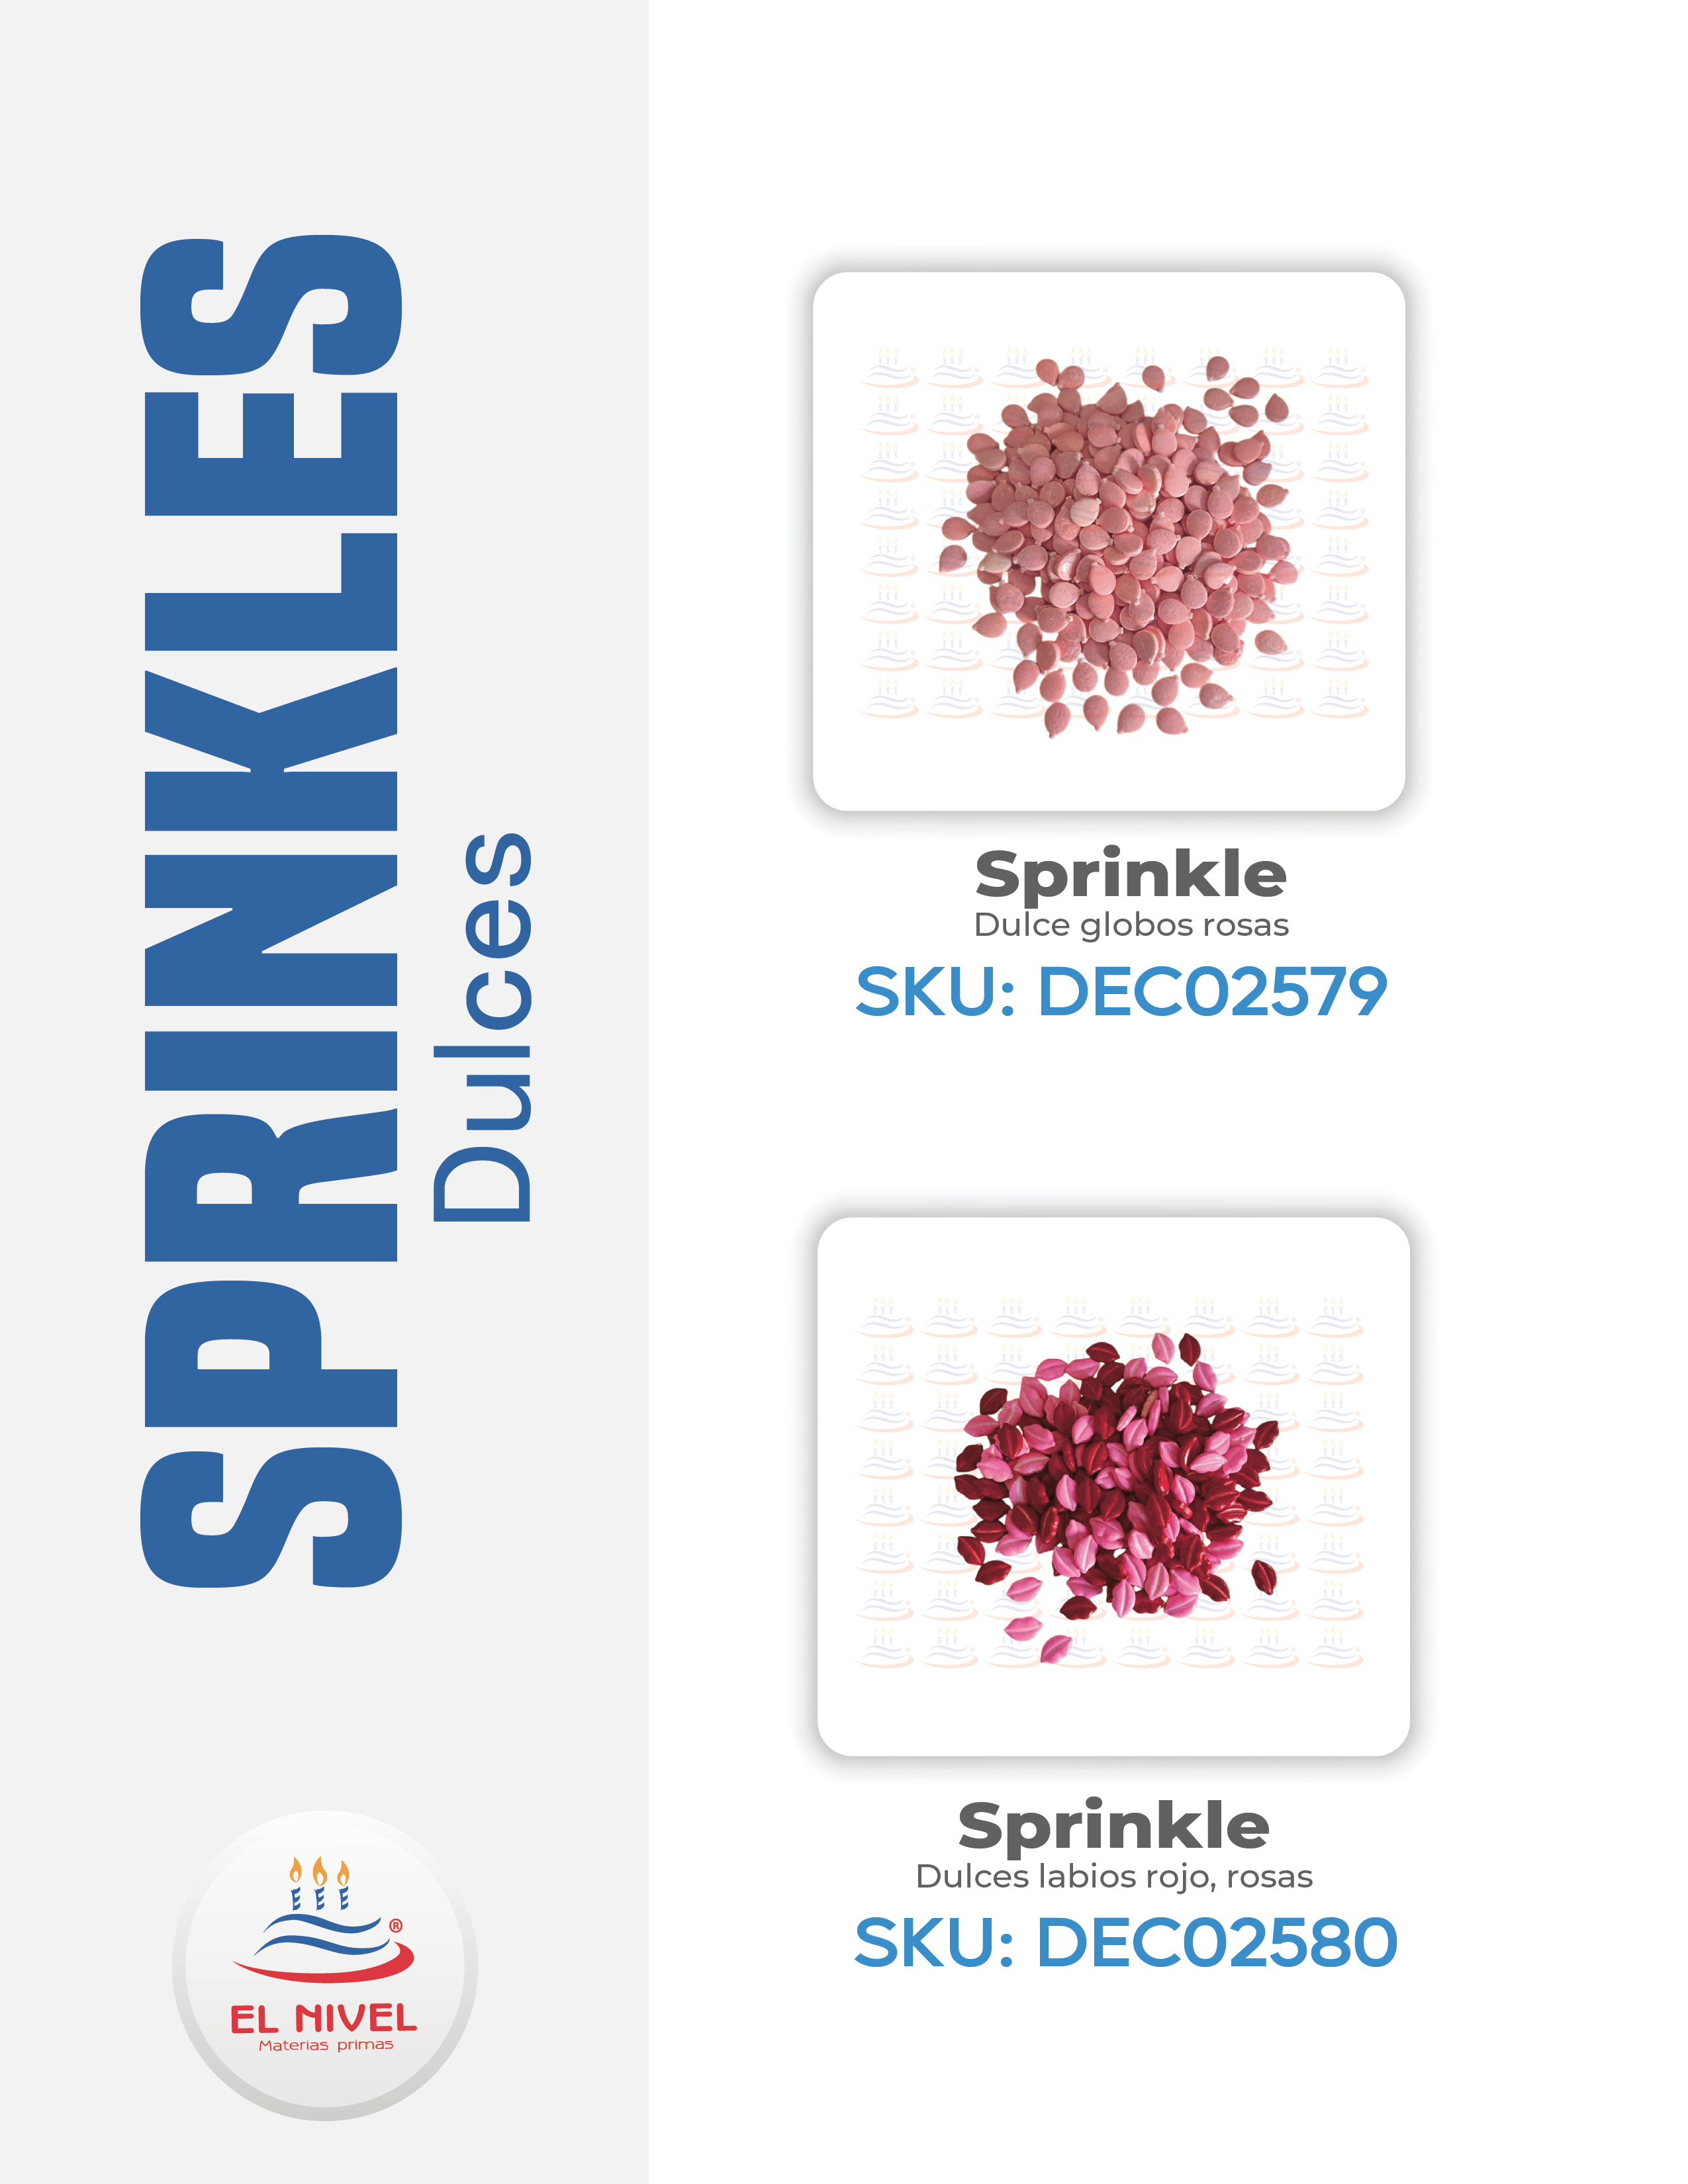 SPRINKLES
Dulces
Sprinkle
Dulce globos rosas
SKU: DEC02579
Sprinkle
Dulces labios rojo, rosas
SKU: DEC02580
®
EL NIVEL
Materias primas